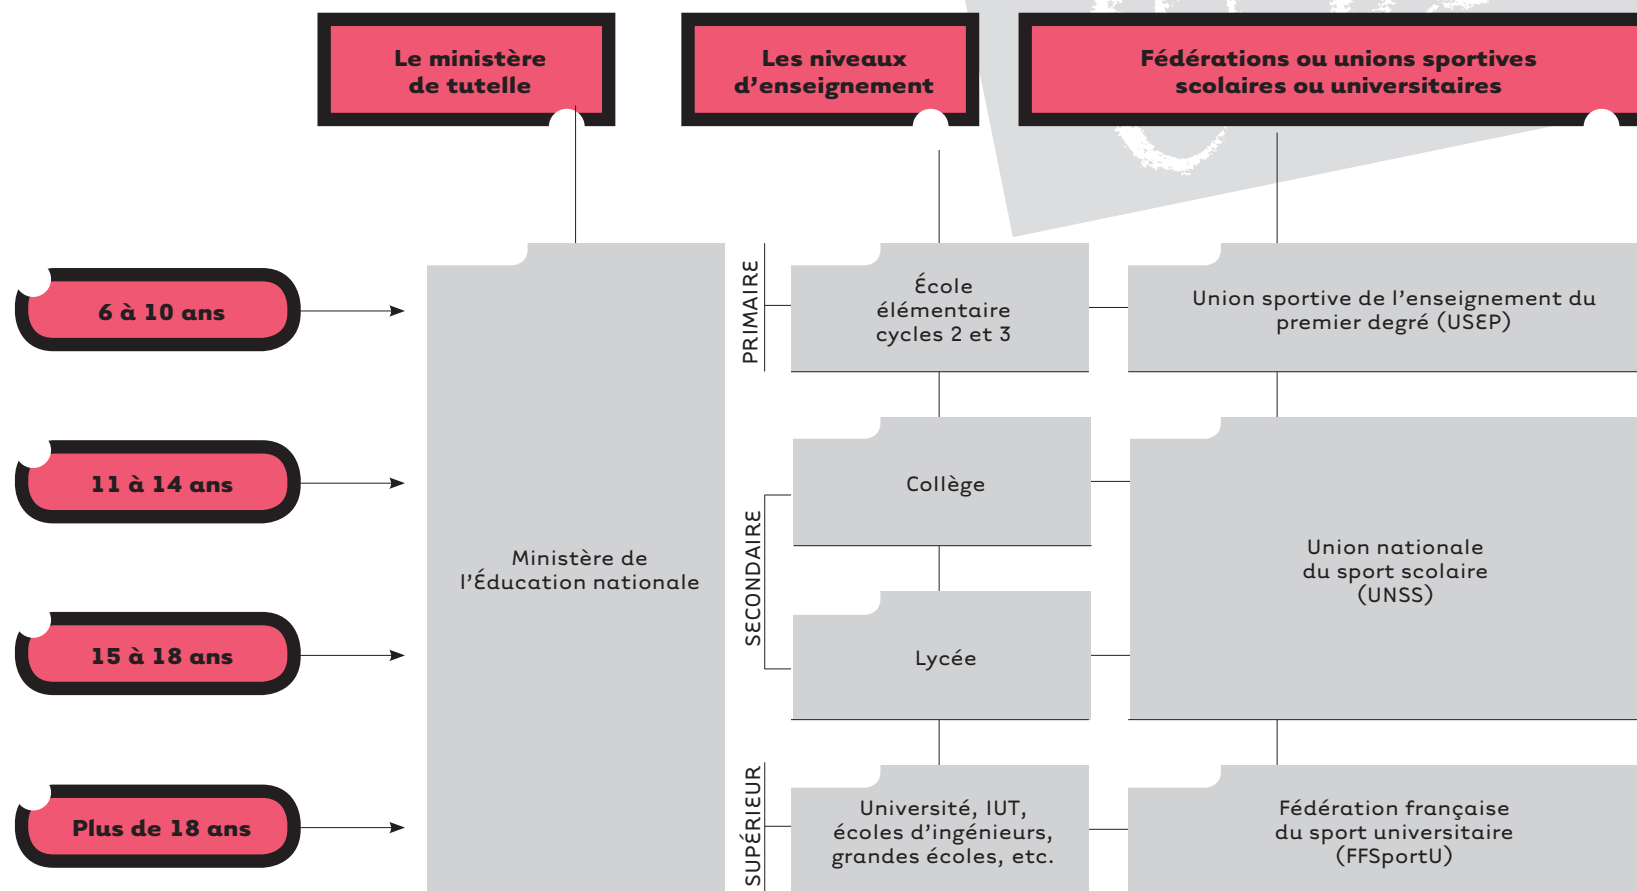 Le ministère
de tutelle
Les niveaux
d’enseignement
Fédérations ou unions sportives
scolaires ou universitaires
6 à 10 ans
PRIMAIRE
École
élémentaire
cycles 2 et 3
Union sportive de l’enseignement du
premier degré (USEP)
11 à 14 ans
Collège
Ministère de
l’Éducation nationale
SECONDAIRE
Union nationale
du sport scolaire
(UNSS)
15 à 18 ans
Lycée
Plus de 18 ans
SUPÉRIEUR
Université, IUT,
écoles d’ingénieurs,
grandes écoles, etc.
Fédération française
du sport universitaire
(FFSportU)